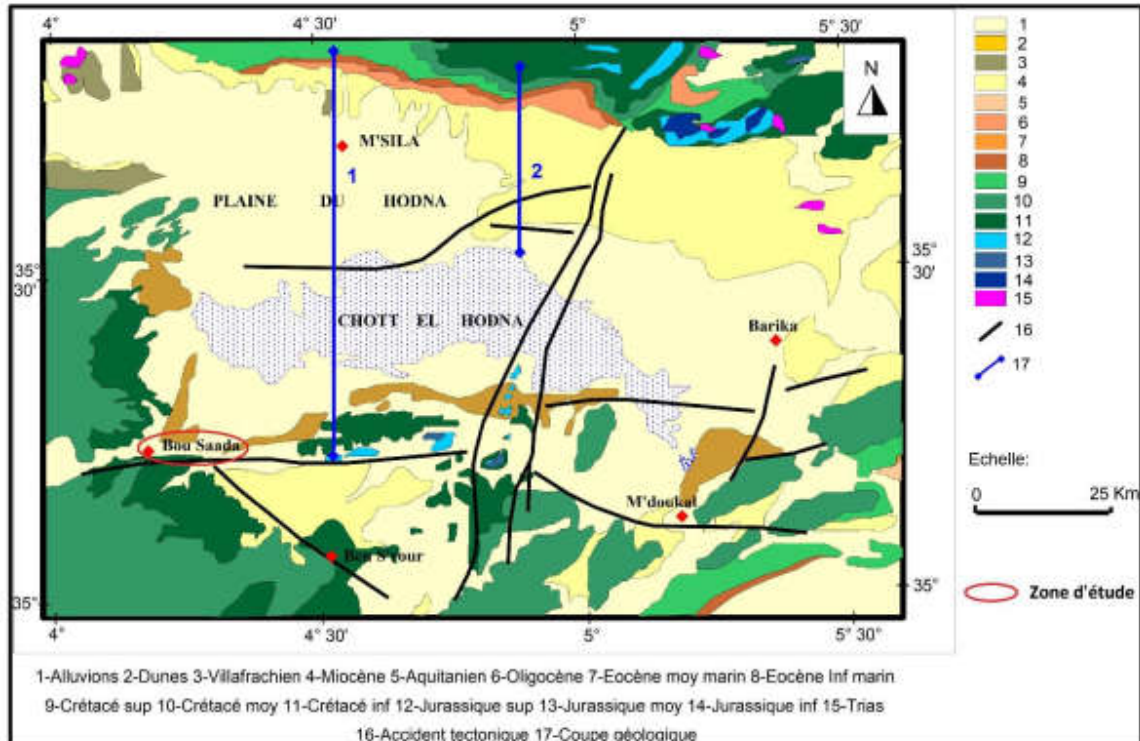 4° 4° 30' 5° 5° 30'
1
2
3
4
5
6
7
8
9
10
11
12
13
14
15
16
17
N
M'SILA
1
2
PLAINE DU HODNA
35° 30'
35° 30'
CHOTT EL HODNA
Barika
Bou Saada
M'doukal
Echelle:
0 25 Km
35°
35°
Zone d'étude
4° 4° 30' 5° 5° 30'
1-Alluvions 2-Dunes 3-Villafrachien 4-Miocène 5-Aquitanien 6-Oligocène 7-Eocène moy marin 8-Eocène Inf marin
9-Crétacé sup 10-Crétacé moy 11-Crétacé inf 12-Jurassique sup 13-Jurassique moy 14-Jurassique inf 15-Trias
16-Accident tectonique 17-Coupe géologique